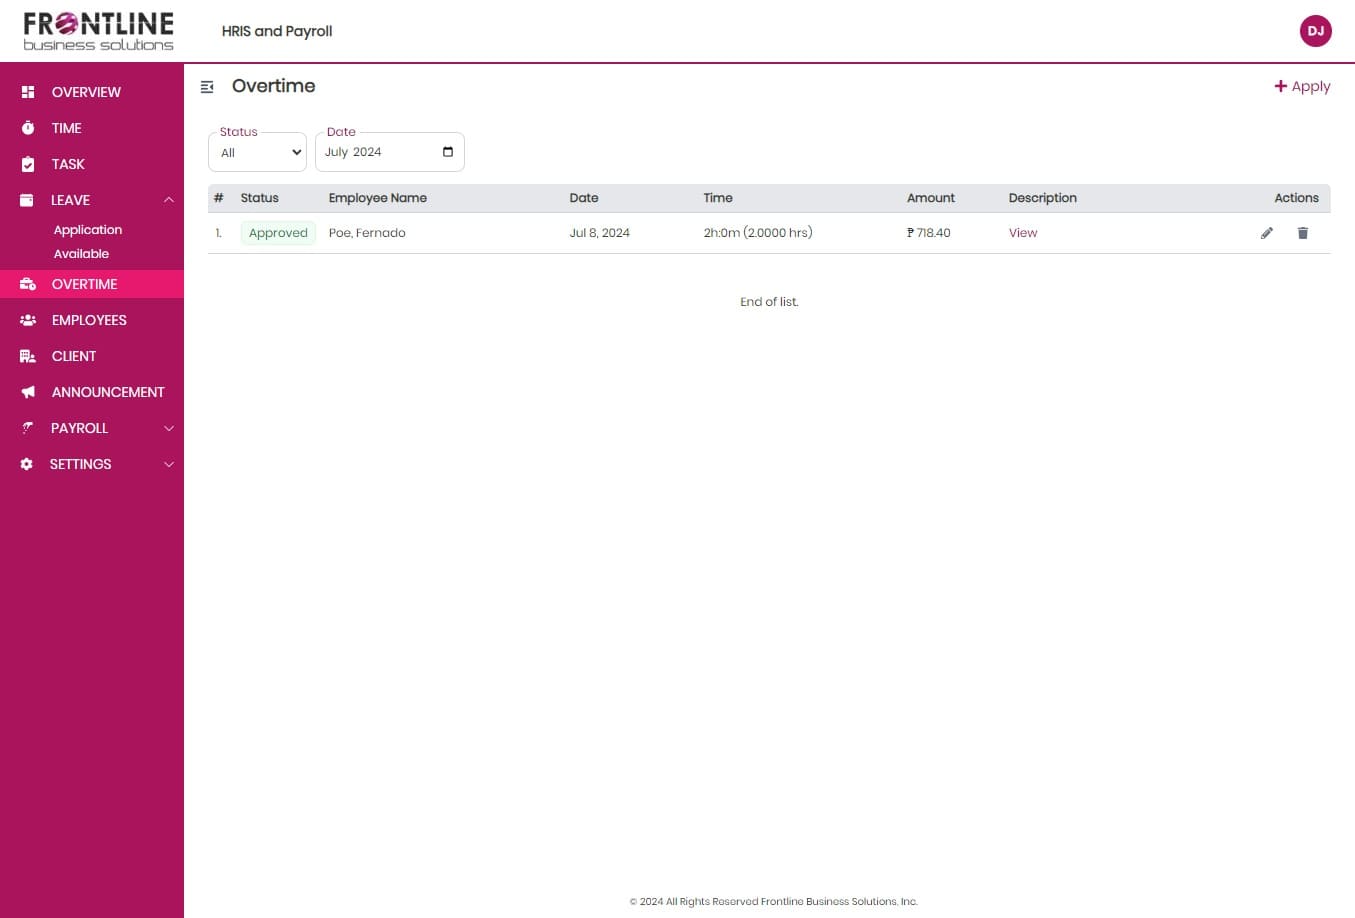 FRONTLINE
business solutions
HRIS and Payroll
DJ
OVERVIEW
TIME
TASK
LEAVE
Application
Available
OVERTIME
EMPLOYEES
CLIENT
ANNOUNCEMENT
PAYROLL
SETTINGS
Overtime
Apply
Status
All
Date
July 2024
# Status Employee Name Date Time Amount Description Actions
1. Approved Poe, Fernado Jul 8, 2024 2h:0m (2.0000 hrs) ₱ 718.40 View
End of list.
© 2024 All Rights Reserved Frontline Business Solutions, Inc.